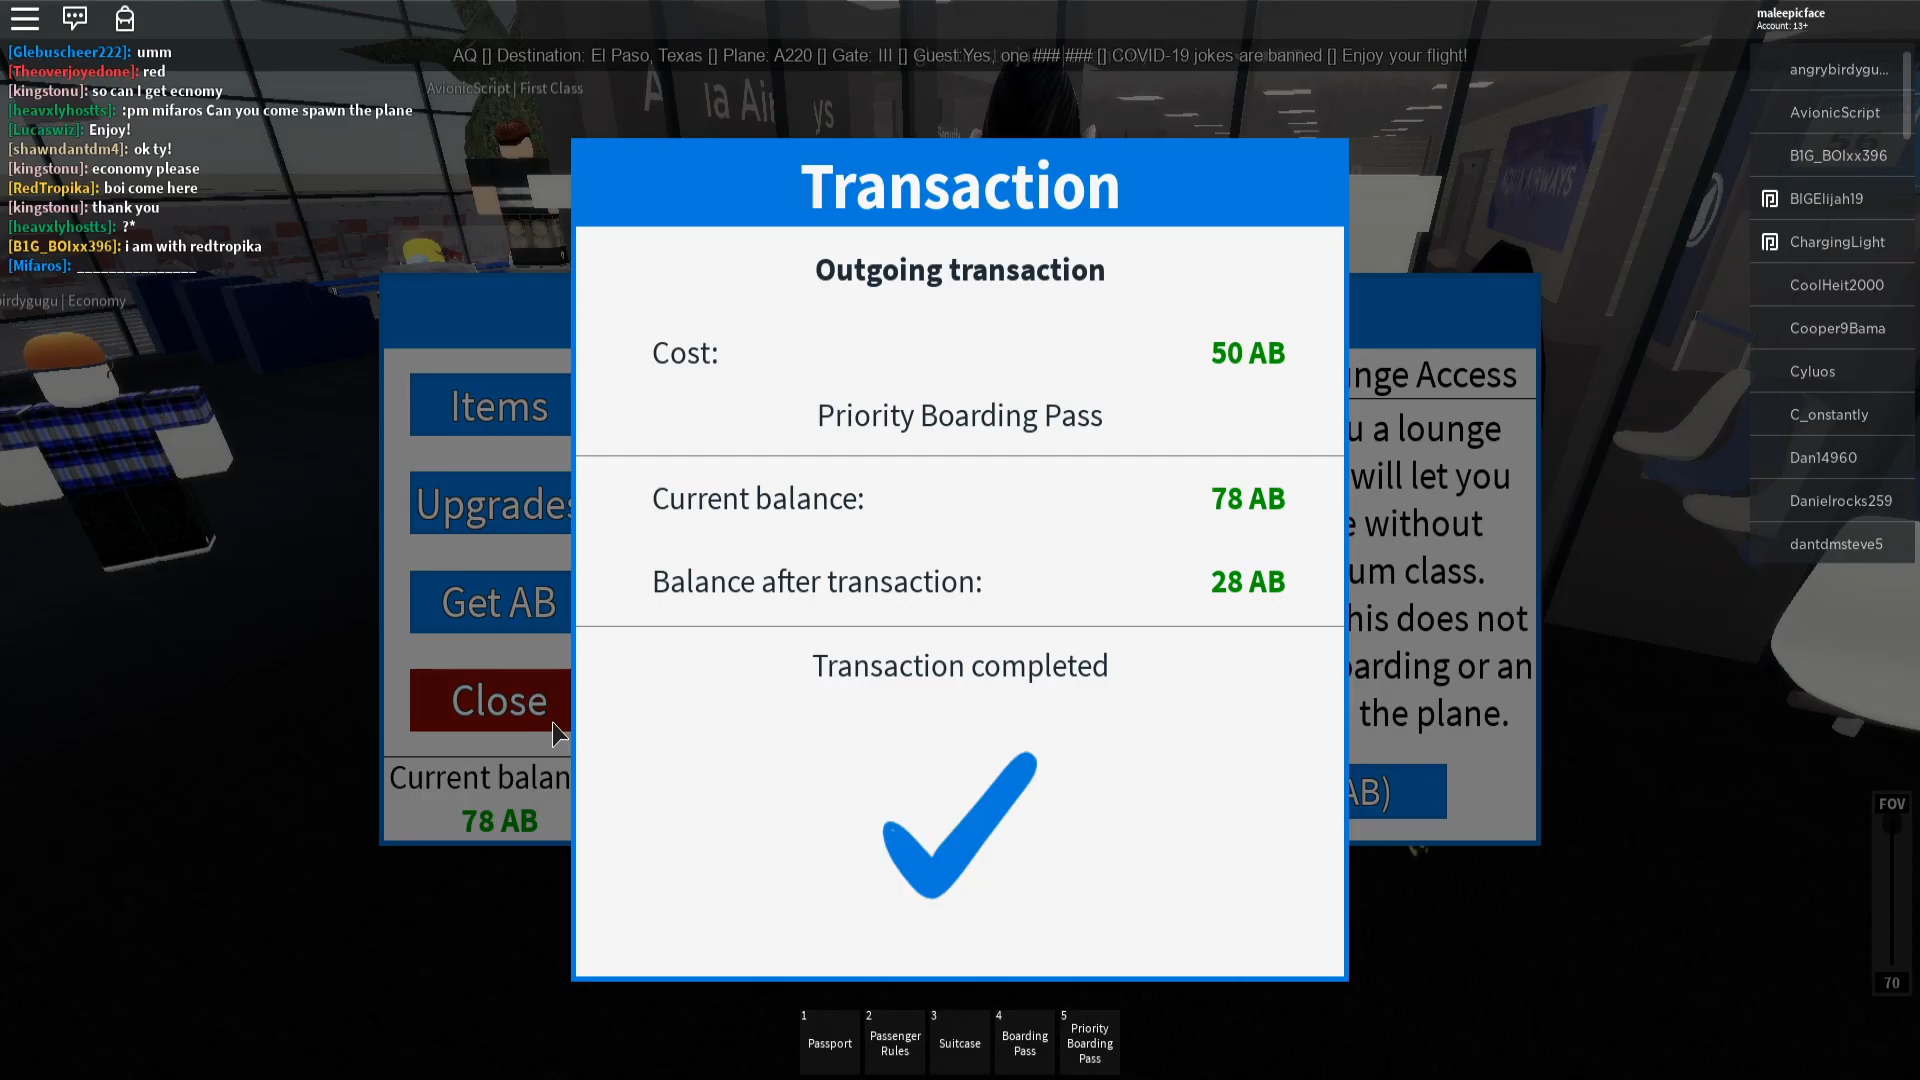 maleepicface
Account: 13+
[Glebuscheer222]: umm
[Theoverjoyedone]: red
[kingstonu]: so can I get ecnomy
[heavxlyhostts]: :pm mifaros Can you come spawn the plane
[Lucaswiz]: Enjoy!
[shawndantdm4]: ok ty!
[kingstonu]: economy please
[RedTropika]: boi come here
[kingstonu]: thank you
[heavxlyhostts]: ?*
[B1G_BOIxx396]: i am with redtropika
[Mifaros]: _______________
AQ [] Destination: El Paso, Texas [] Plane: A220 [] Gate: III [] Guest:Yes, one ### ### [] COVID-19 jokes are banned [] Enjoy your flight!
AvionicScript | First Class
irdygugu | Economy
AQUA AIRWAYS
Transaction
Outgoing transaction
Cost: 50 AB
Priority Boarding Pass
Current balance: 78 AB
Balance after transaction: 28 AB
Transaction completed
Items
Upgrades
Get AB
Close
Current balan
78 AB
nge Access
u a lounge
will let you
e without
um class.
his does not
arding or an
the plane.
AB)
angrybirdygu...
AvionicScript
B1G_BOIxx396
BIGElijah19
ChargingLight
CoolHeit2000
Cooper9Bama
Cyluos
C_onstantly
Dan14960
Danielrocks259
dantdmsteve5
FOV
70
1
Passport
2
Passenger
Rules
3
Suitcase
4
Boarding
Pass
5
Priority
Boarding
Pass